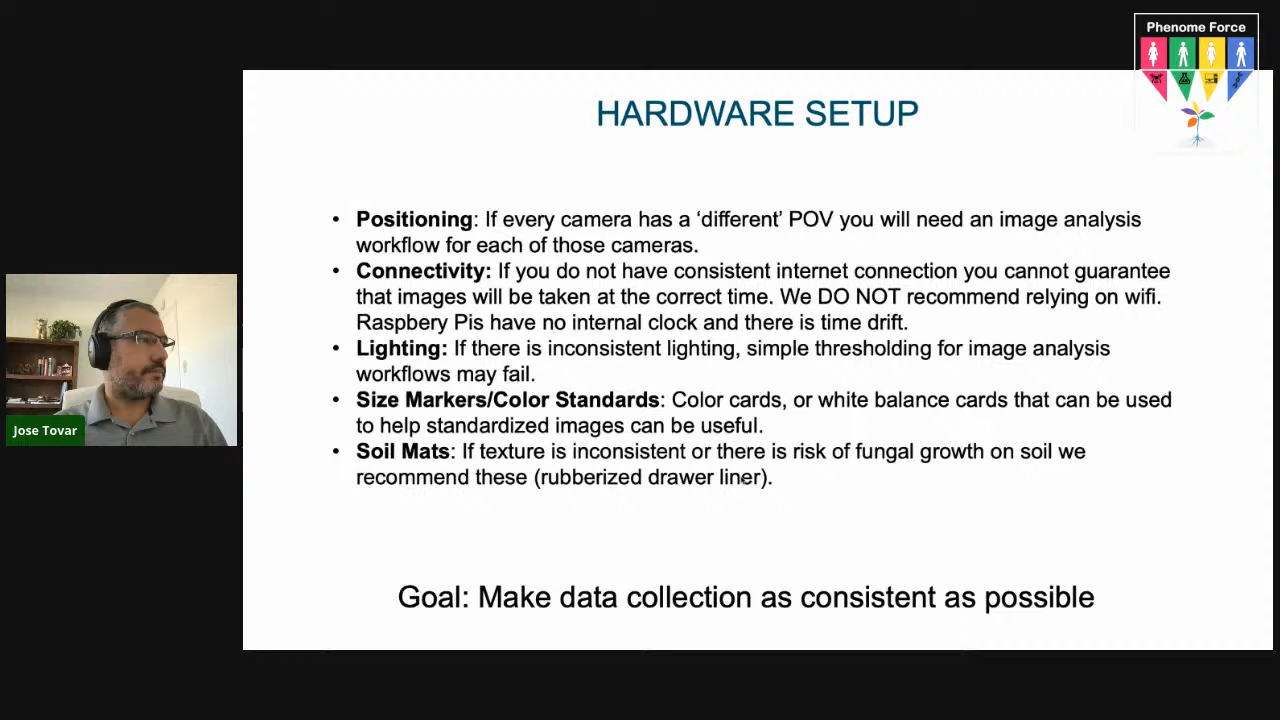 Phenome Force
HARDWARE SETUP
• Positioning: If every camera has a ‘different’ POV you will need an image analysis
workflow for each of those cameras.
• Connectivity: If you do not have consistent internet connection you cannot guarantee
that images will be taken at the correct time. We DO NOT recommend relying on wifi.
Raspbery Pis have no internal clock and there is time drift.
• Lighting: If there is inconsistent lighting, simple thresholding for image analysis
workflows may fail.
• Size Markers/Color Standards: Color cards, or white balance cards that can be used
to help standardized images can be useful.
• Soil Mats: If texture is inconsistent or there is risk of fungal growth on soil we
recommend these (rubberized drawer liner).
Jose Tovar
Goal: Make data collection as consistent as possible